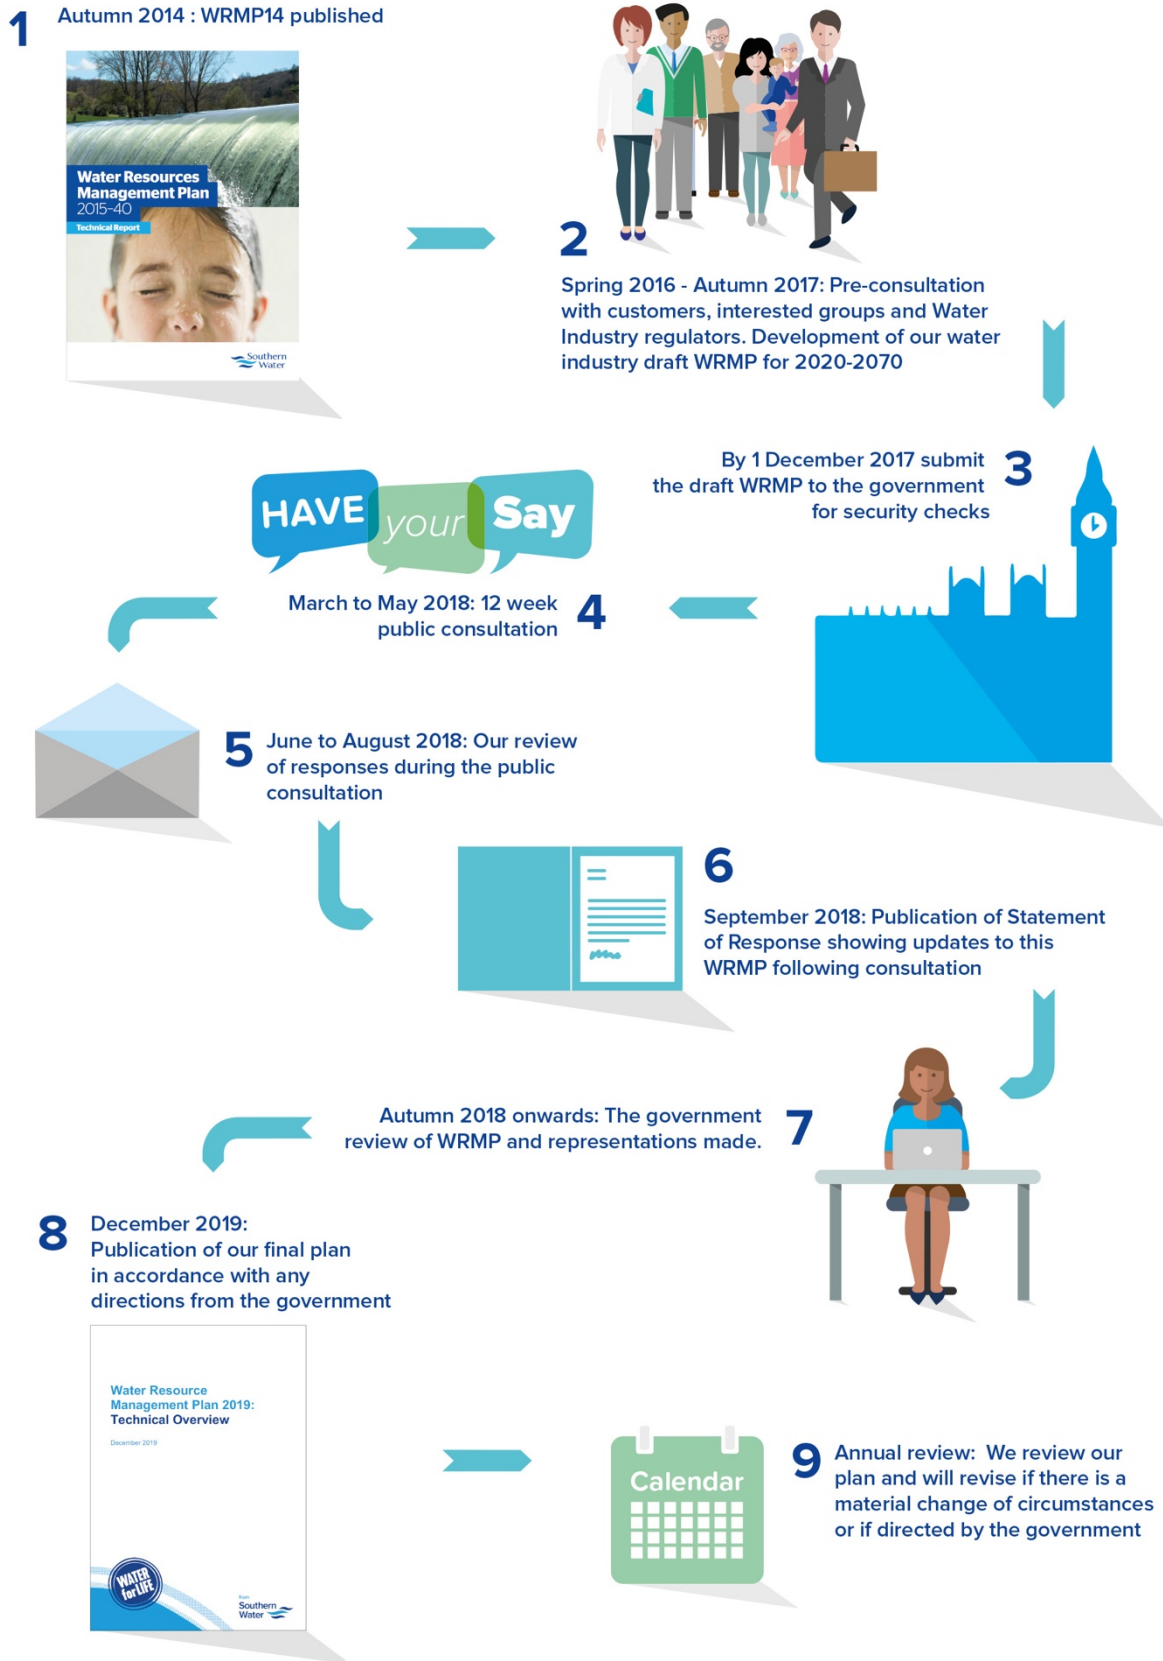 1
Autumn 2014 : WRMP14 published
Water Resources
Management Plan
2015-40
Technical Report
Southern
Water
2
Spring 2016 - Autumn 2017: Pre-consultation
with customers, interested groups and Water
Industry regulators. Development of our water
industry draft WRMP for 2020-2070
3
By 1 December 2017 submit
the draft WRMP to the government
for security checks
HAVE your Say
4
March to May 2018: 12 week
public consultation
5
June to August 2018: Our review
of responses during the public
consultation
6
September 2018: Publication of Statement
of Response showing updates to this
WRMP following consultation
7
Autumn 2018 onwards: The government
review of WRMP and representations made.
8
December 2019:
Publication of our final plan
in accordance with any
directions from the government
Water Resource
Management Plan 2019:
Technical Overview
December 2019
WATER
for LIFE
from
Southern
Water
Calendar
9
Annual review: We review our
plan and will revise if there is a
material change of circumstances
or if directed by the government